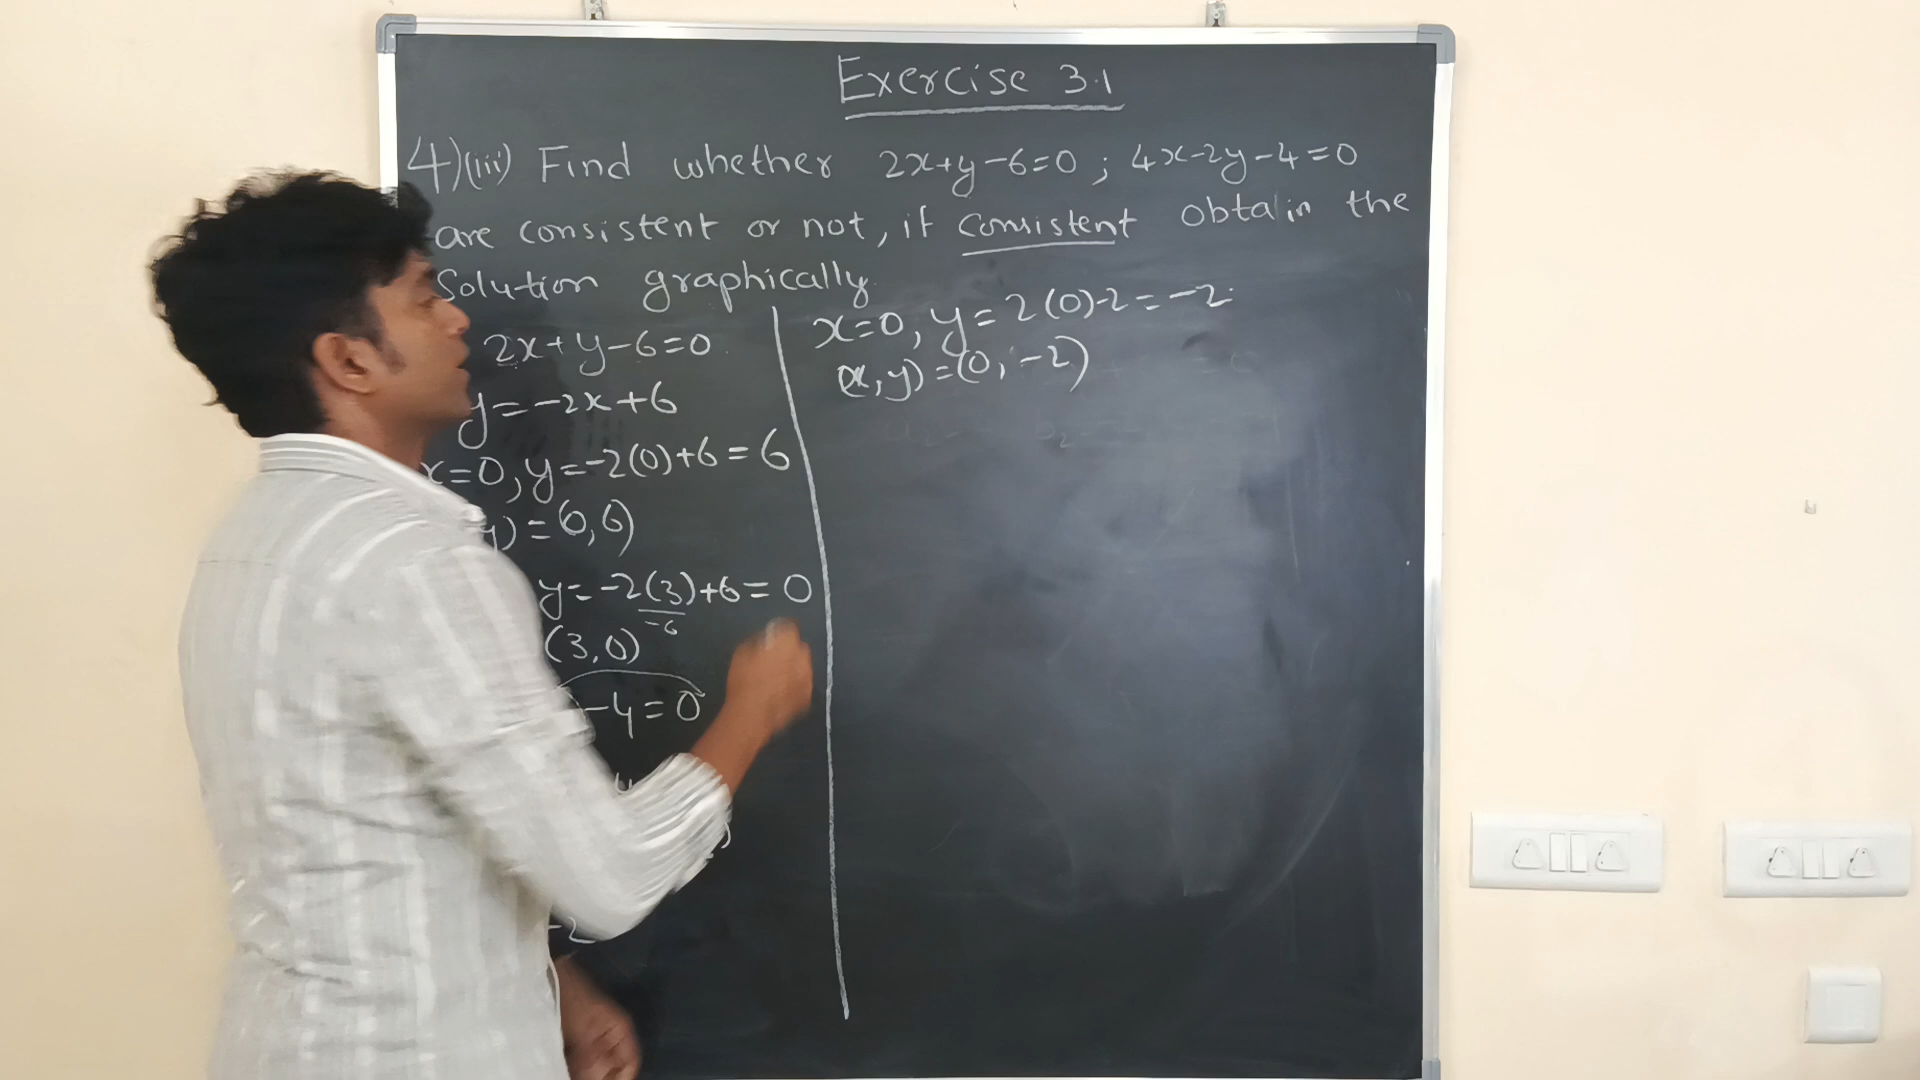 Exercise 3.1
4)(iii) Find whether 2x+y-6=0 ; 4x-2y-4=0
are consistent or not, if consistent obtain the
Solution graphically
2x+y-6=0
y=-2x+6
x=0, y=-2(0)+6=6
y)=(0,6)
y=-2(3)+6=0
-6
(3,0)
-4=0
-2
x=0, y=2(0)-2=-2
(x,y)=(0,-2)